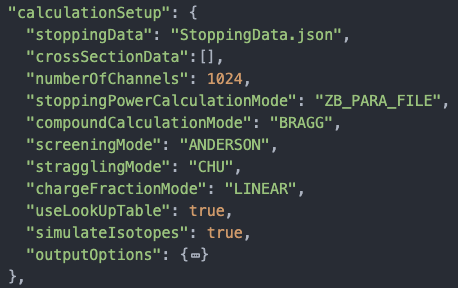 "calculationSetup": {
"stoppingData": "StoppingData.json",
"crossSectionData":[],
"numberOfChannels": 1024,
"stoppingPowerCalculationMode": "ZB_PARA_FILE",
"compoundCalculationMode": "BRAGG",
"screeningMode": "ANDERSON",
"stragglingMode": "CHU",
"chargeFractionMode": "LINEAR",
"useLookUpTable": true,
"simulateIsotopes": true,
"outputOptions": {…}
},